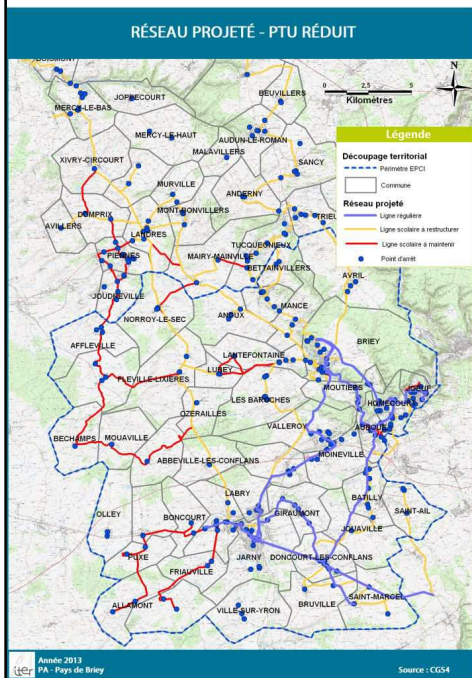 RÉSEAU PROJETÉ - PTU RÉDUIT
0 2,5 5
Kilomètres
N
Légende
Découpage territorial
Périmètre EPCI
Commune
Réseau projeté
Ligne régulière
Ligne scolaire à restructurer
Ligne scolaire à maintenir
Point d'arrêt
JOPPECOURT
BEUVILLERS
MERCY-LE-BAS
MERCY-LE-HAUT
AUDUN-LE-ROMAN
MALAVILLERS
XIVRY-CIRCOURT
SANCY
MURVILLE
ANDERNY
DOMPRIX
MONT-BONVILLERS
AVILLERS
LANDRES
TUCQUEGNIEUX
PIENNES
MAIRY-MAINVILLE
BETTAINVILLERS
AVRIL
JOUDREVILLE
NORROY-LE-SEC
ANOUX
MANCE
BRIEY
AFFLEVILLE
LANTEFONTAINE
LUBEY
FLEVILLE-LIXIERES
MOUTIERS
JOEUF
LES BAROCHES
HOMECOURT
OZERAILLES
VALLEROY
AUBOUE
BECHAMPS
MOUAVILLE
MOINEVILLE
ABBEVILLE-LES-CONFLANS
LABRY
BATILLY
OLLEY
BONCOURT
GIRAUMONT
SAINT-AIL
JOUAVILLE
PUXE
JARNY
DONCOURT-LES-CONFLANS
FRIAUVILLE
SAINT-MARCEL
ALLAMONT
VILLE-SUR-YRON
BRUVILLE
iter
Année 2013
PA - Pays de Briey
Source : CG54